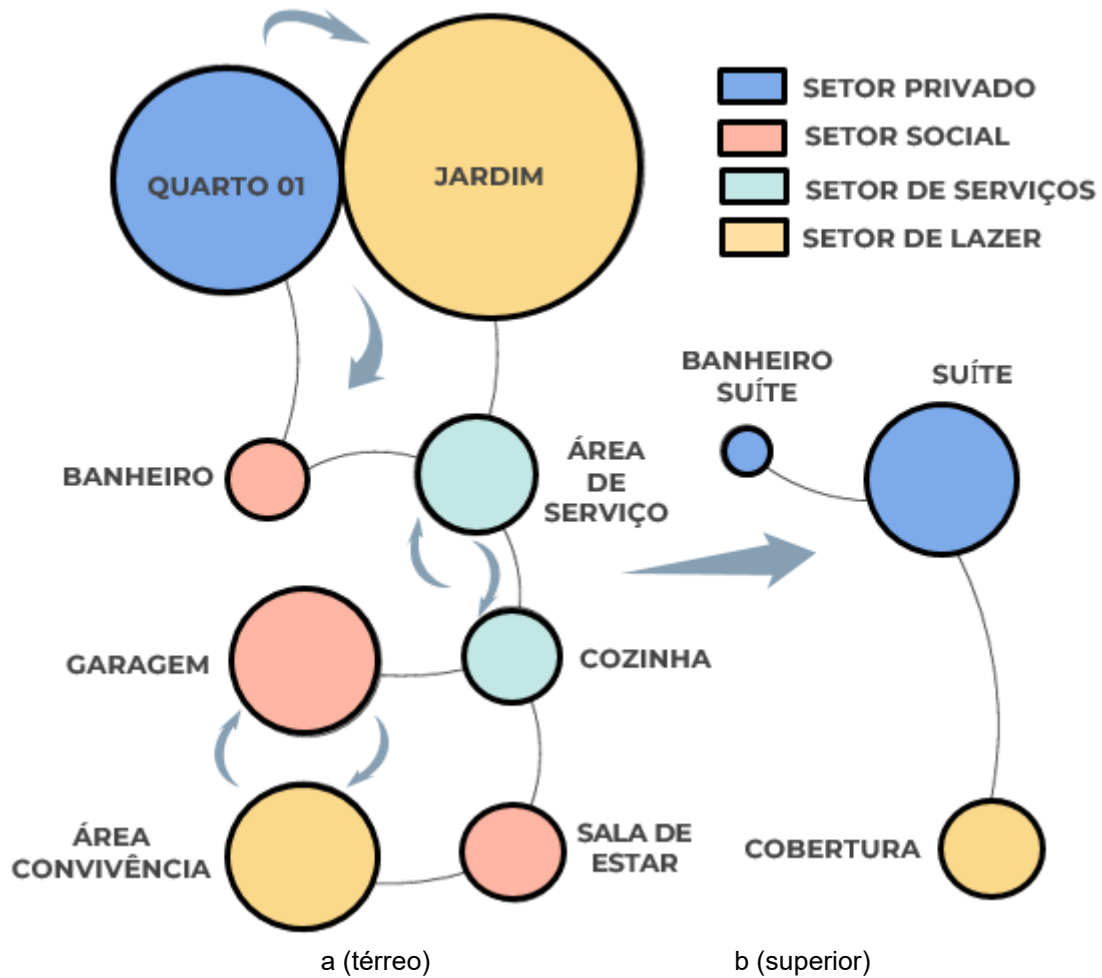 QUARTO 01
JARDIM
SETOR PRIVADO
SETOR SOCIAL
SETOR DE SERVIÇOS
SETOR DE LAZER
BANHEIRO
ÁREA
DE
SERVIÇO
BANHEIRO
SUÍTE
SUÍTE
GARAGEM
COZINHA
ÁREA
CONVIVÊNCIA
SALA DE
ESTAR
COBERTURA
a (térreo)
b (superior)